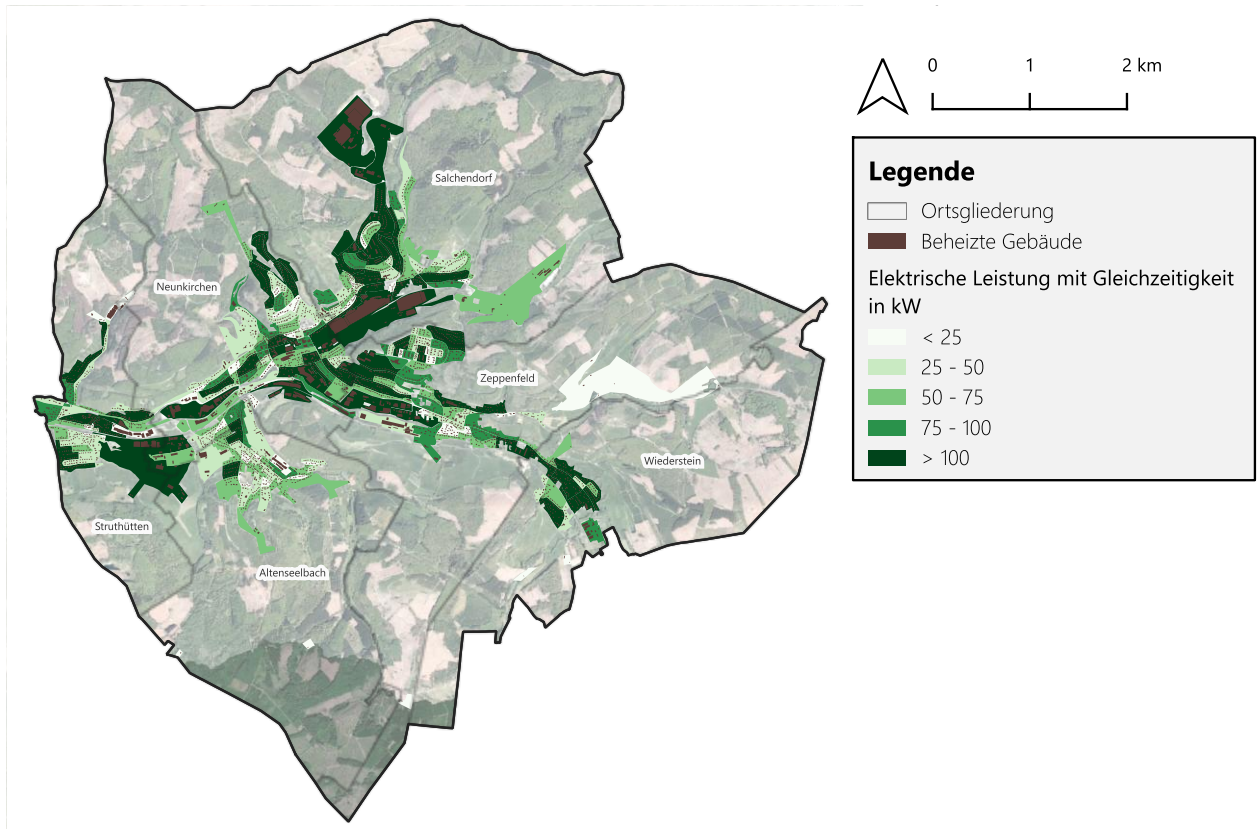 0 1 2 km
Legende
Ortsgliederung
Beheizte Gebäude
Elektrische Leistung mit Gleichzeitigkeit
in kW
< 25
25 - 50
50 - 75
75 - 100
> 100
Salchendorf
Neunkirchen
Zeppenfeld
Wiederstein
Struthütten
Altenseelbach